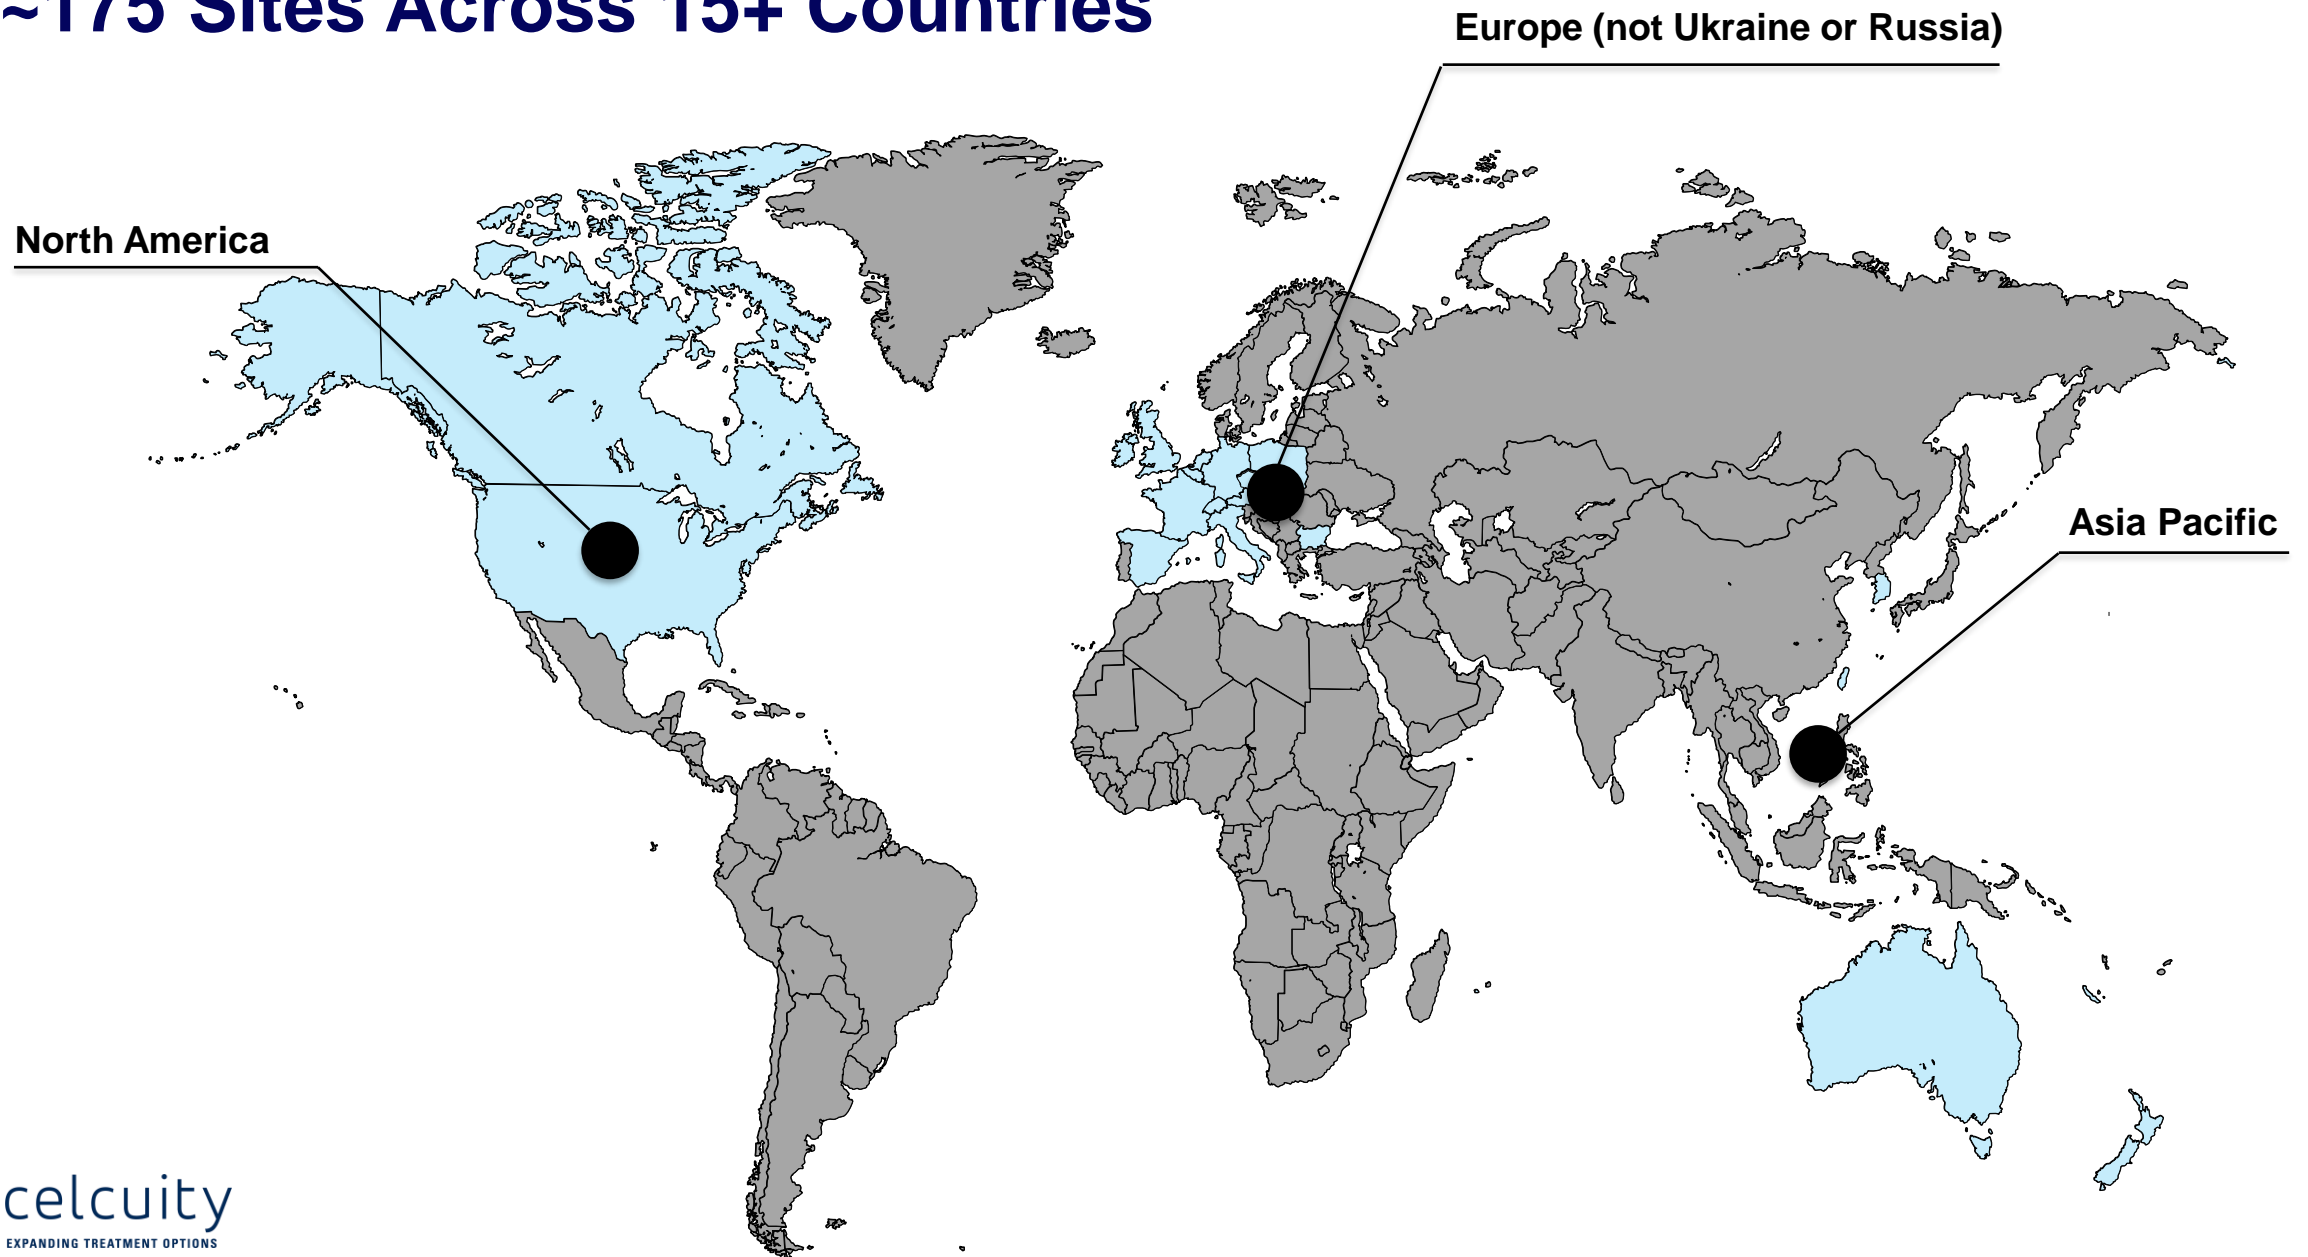 ~175 Sites Across 15+ Countries
Europe (not Ukraine or Russia)
North America
Asia Pacific
celcuity
EXPANDING TREATMENT OPTIONS